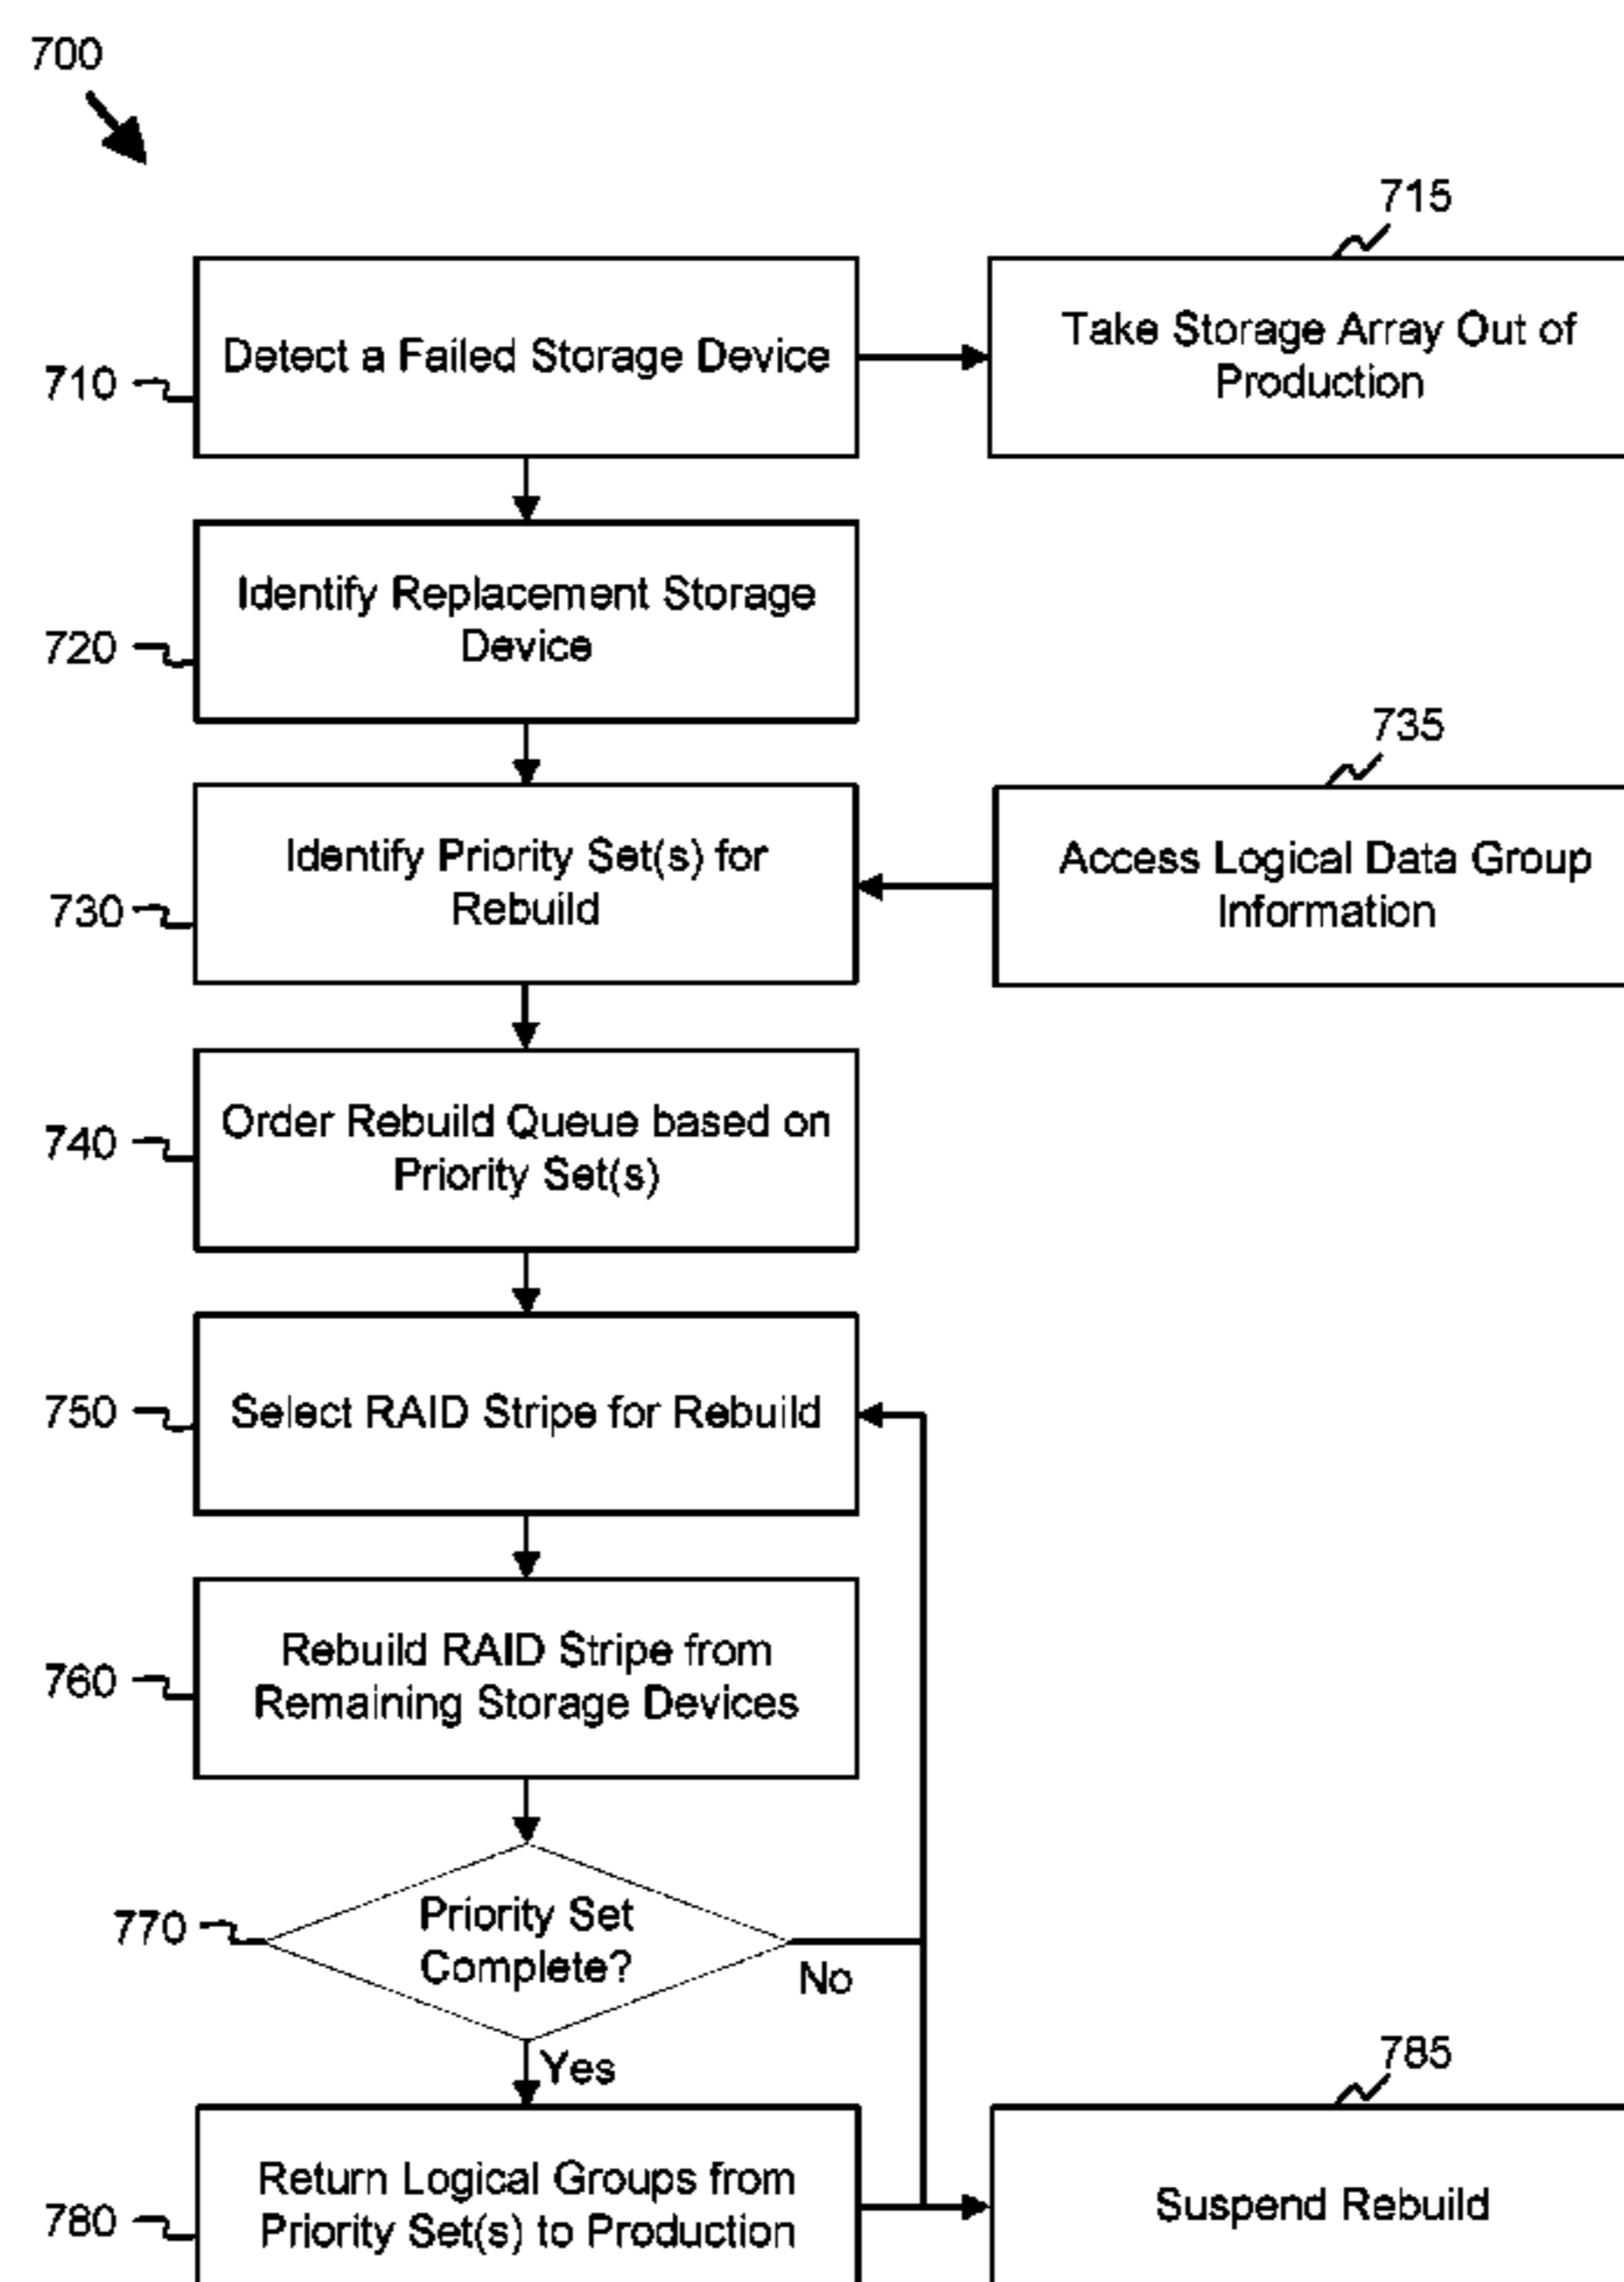 700
715
Detect a Failed Storage Device
Take Storage Array Out of
Production
710
Identify Replacement Storage
Device
720
735
Identify Priority Set(s) for
Rebuild
Access Logical Data Group
Information
730
Order Rebuild Queue based on
Priority Set(s)
740
Select RAID Stripe for Rebuild
750
Rebuild RAID Stripe from
Remaining Storage Devices
760
Priority Set
Complete?
770
No
Yes
785
Return Logical Groups from
Priority Set(s) to Production
Suspend Rebuild
780